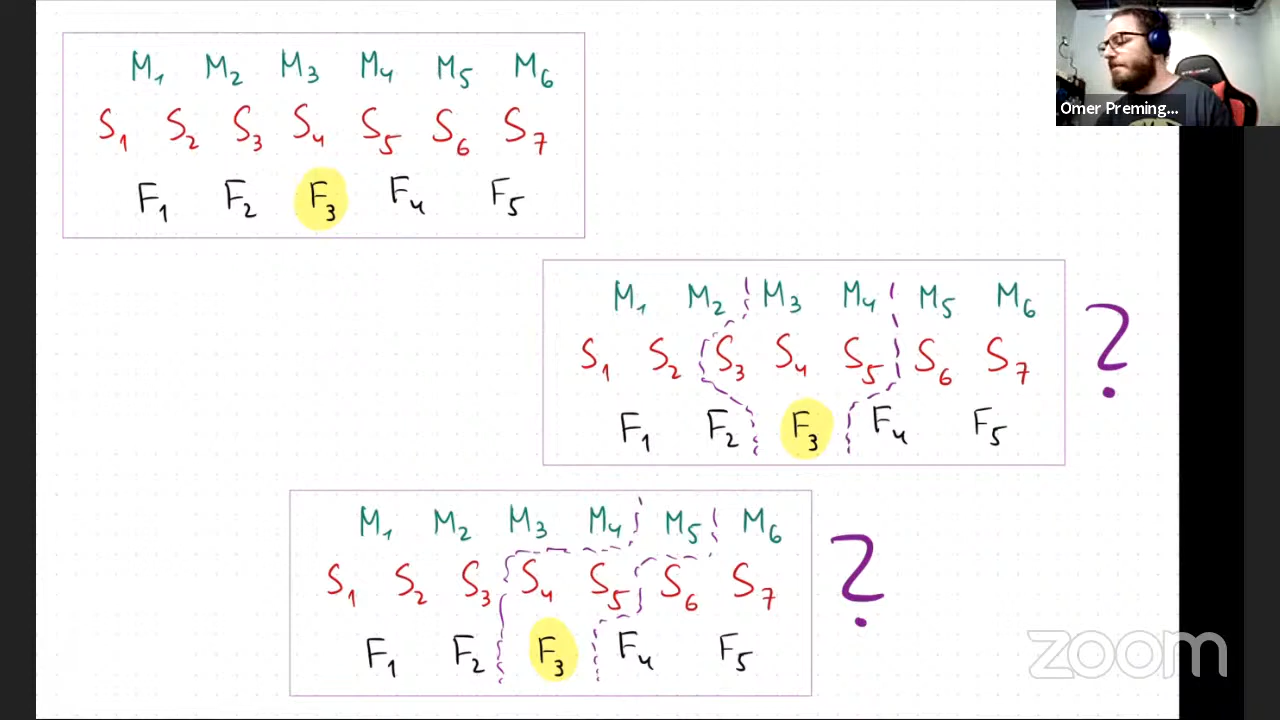 M₁ M₂ M₃ M₄ M₅ M₆
S₁ S₂ S₃ S₄ S₅ S₆ S₇
F₁ F₂ F₃ F₄ F₅
Omer Preming...
M₁ M₂ M₃ M₄ M₅ M₆
S₁ S₂ S₃ S₄ S₅ S₆ S₇
F₁ F₂ F₃ F₄ F₅
?
M₁ M₂ M₃ M₄ M₅ M₆
S₁ S₂ S₃ S₄ S₅ S₆ S₇
F₁ F₂ F₃ F₄ F₅
?
zoom